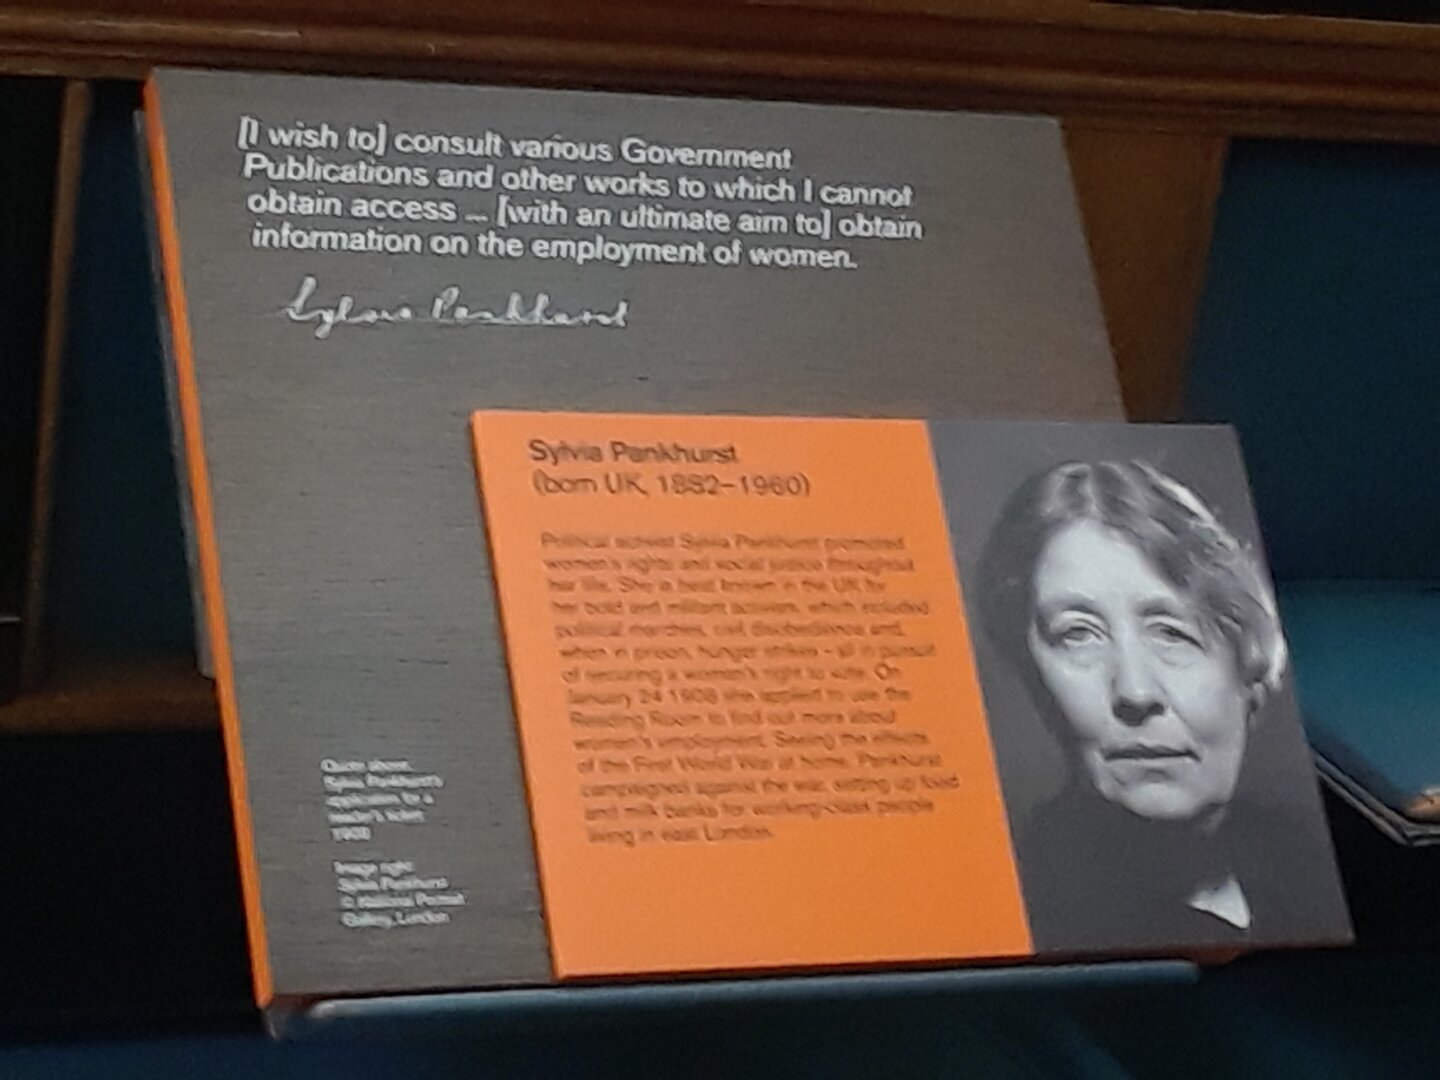 [I wish to] consult various Government
Publications and other works to which I cannot
obtain access ... [with an ultimate aim to] obtain
information on the employment of women.
Sylvia Pankhurst
Sylvia Pankhurst
(born UK, 1882–1960)
Political activist Sylvia Pankhurst promoted
women's rights and social justice throughout
her life. She is best known in the UK for
her bold and militant activism, which included
political marches, civil disobedience and,
when in prison, hunger strikes – all in pursuit
of securing a woman's right to vote. On
January 24 1908 she applied to use the
Reading Room to find out more about
women's employment. Seeing the effects
of the First World War at home, Pankhurst
campaigned against the war, setting up food
and milk banks for working-class people
living in east London.
Quote above,
Sylvia Pankhurst's
application for a
reader's ticket,
1908
Image right:
Sylvia Pankhurst
© National Portrait
Gallery, London